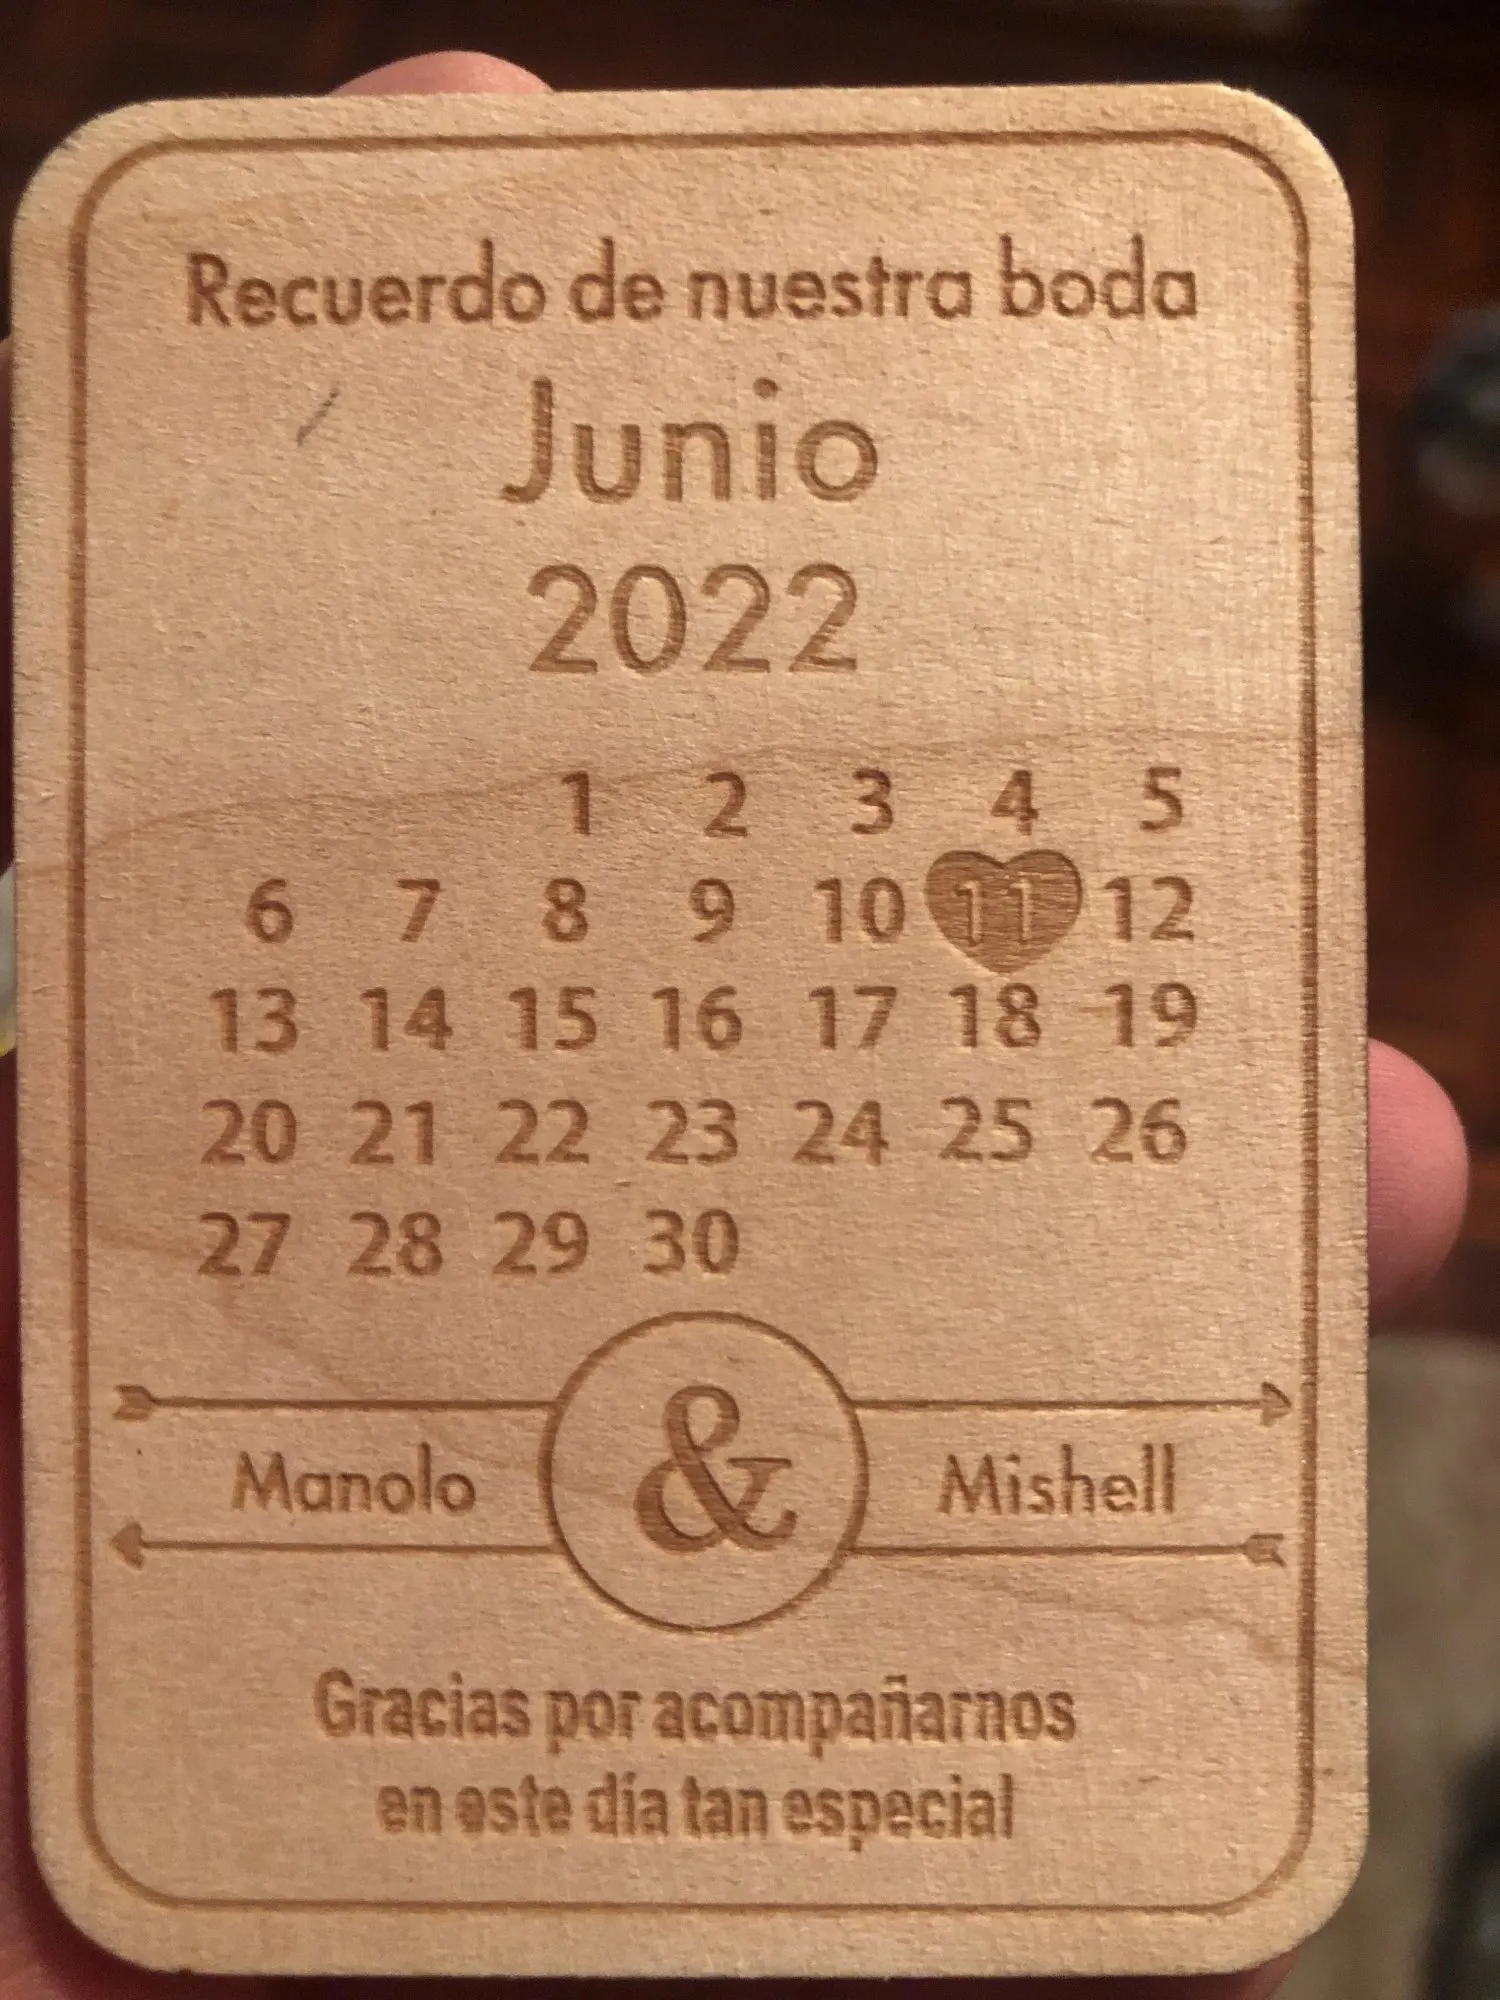 Recuerdo de nuestra boda
Junio
2022
1 2 3 4 5
6 7 8 9 10 11 12
13 14 15 16 17 18 19
20 21 22 23 24 25 26
27 28 29 30
Manolo & Mishell
Gracias por acompañarnos
en este día tan especial